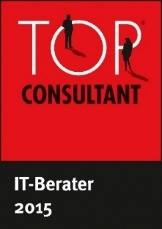 TOP
CONSULTANT
IT-Berater
2015